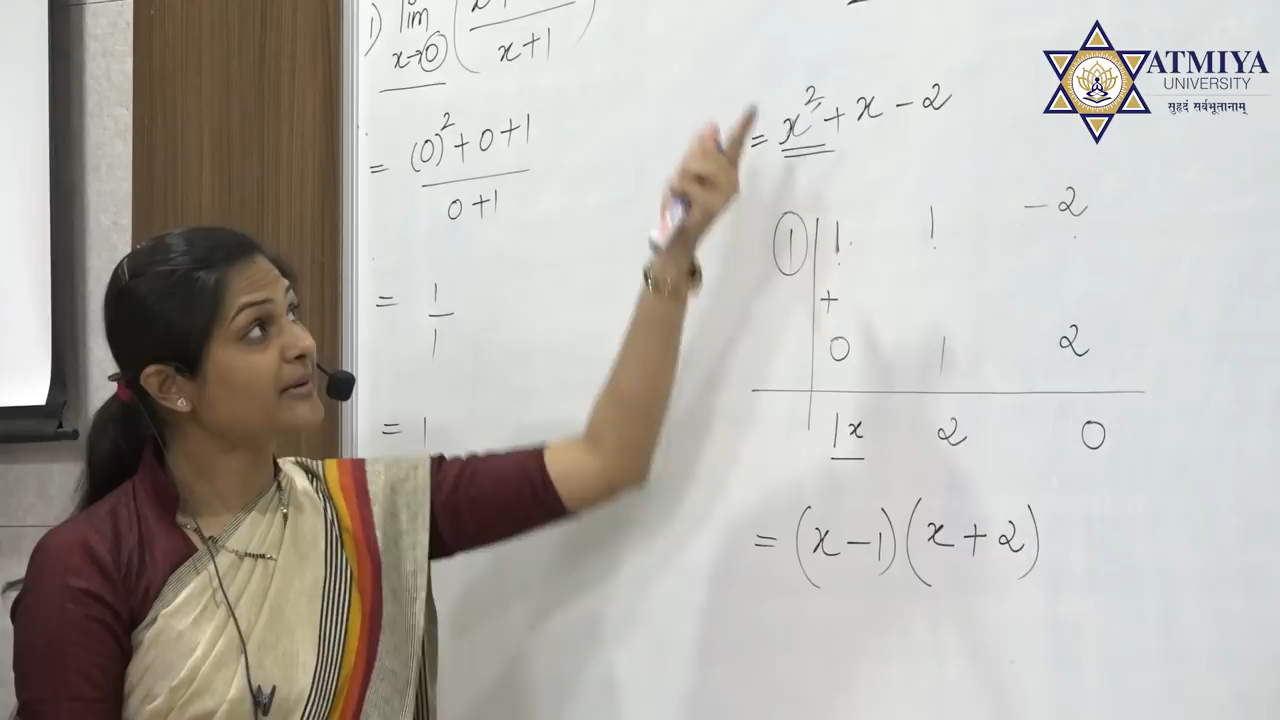 1) lim x→0 ( / x+1 )
= (0)² + 0 + 1 / 0 + 1
= 1 / 1
= 1
= x² + x − 2
1 | 1 1 −2
+
0 1 2
1x 2 0
= (x − 1)(x + 2)
ATMIYA
UNIVERSITY
सुहृदं सर्वभूतानाम्